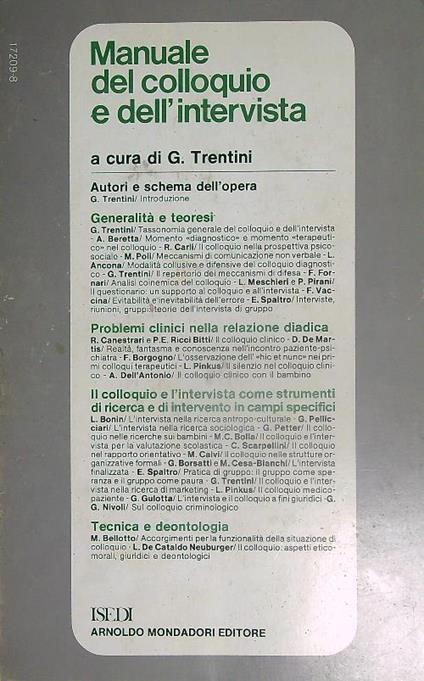 17209-8
Manuale
del colloquio
e dell'intervista
a cura di G. Trentini
Autori e schema dell'opera
G. Trentini/ Introduzione
Generalità e teoresi
G. Trentini/ Tassonomia generale del colloquio e dell'intervista
- A. Beretta/ Momento «diagnostico» e momento «terapeuti-
co» nel colloquio - R. Carli/ Il colloquio nella prospettiva psico-
sociale - M. Poli/ Meccanismi di comunicazione non verbale - L.
Ancona/ Modalità collusive e difensive del colloquio diagnosti-
co - G. Trentini/ Il repertorio dei meccanismi di difesa - F. For-
nari/ Analisi coinemica del colloquio - L. Meschieri e P. Pirani/
Il questionario: un supporto al colloquio e all'intervista - F. Vac-
cina/ Evitabilità e inevitabilità dell'errore - E. Spaltro/ Interviste,
riunioni, gruppi: teorie dell'intervista di gruppo
Problemi clinici nella relazione diadica
R. Canestrari e P.E. Ricci Bitti/ Il colloquio clinico - D. De Mar-
tis/ Realtà, fantasma e conoscenza nell'incontro paziente-psi-
chiatra - F. Borgogno/ L'osservazione dell' «hic et nunc» nei pri-
mi colloqui terapeutici - L. Pinkus/ Il silenzio nel colloquio clini-
co - A. Dell'Antonio/ Il colloquio clinico con il bambino
Il colloquio e l'intervista come strumenti
di ricerca e di intervento in campi specifici
L. Bonin/ L'intervista nella ricerca antropo-culturale - G. Pellic-
ciari/ L'intervista nella ricerca sociologica - G. Petter/ Il collo-
quio nelle ricerche sui bambini - M.C. Bolla/ Il colloquio e l'inter-
vista per la valutazione scolastica - C. Scarpellini/ Il colloquio
nel rapporto orientativo - M. Calvi/ Il colloquio nelle strutture or-
ganizzative formali - G. Borsatti e M. Cesa-Bianchi/ L'intervista
finalizzata - E. Spaltro/ Pratica di gruppo: il gruppo come spe-
ranza e il gruppo come paura - G. Trentini/ Il colloquio e l'inter-
vista nella ricerca di marketing - L. Pinkus/ Il colloquio medico-
paziente - G. Gulotta/ L'intervista e il colloquio a fini giuridici - G.
G. Nivoli/ Sul colloquio criminologico
Tecnica e deontologia
M. Bellotto/ Accorgimenti per la funzionalità della situazione di
colloquio - L. De Cataldo Neuburger/ Il colloquio: aspetti etico-
morali, giuridici e deontologici
ISEDI
ARNOLDO MONDADORI EDITORE